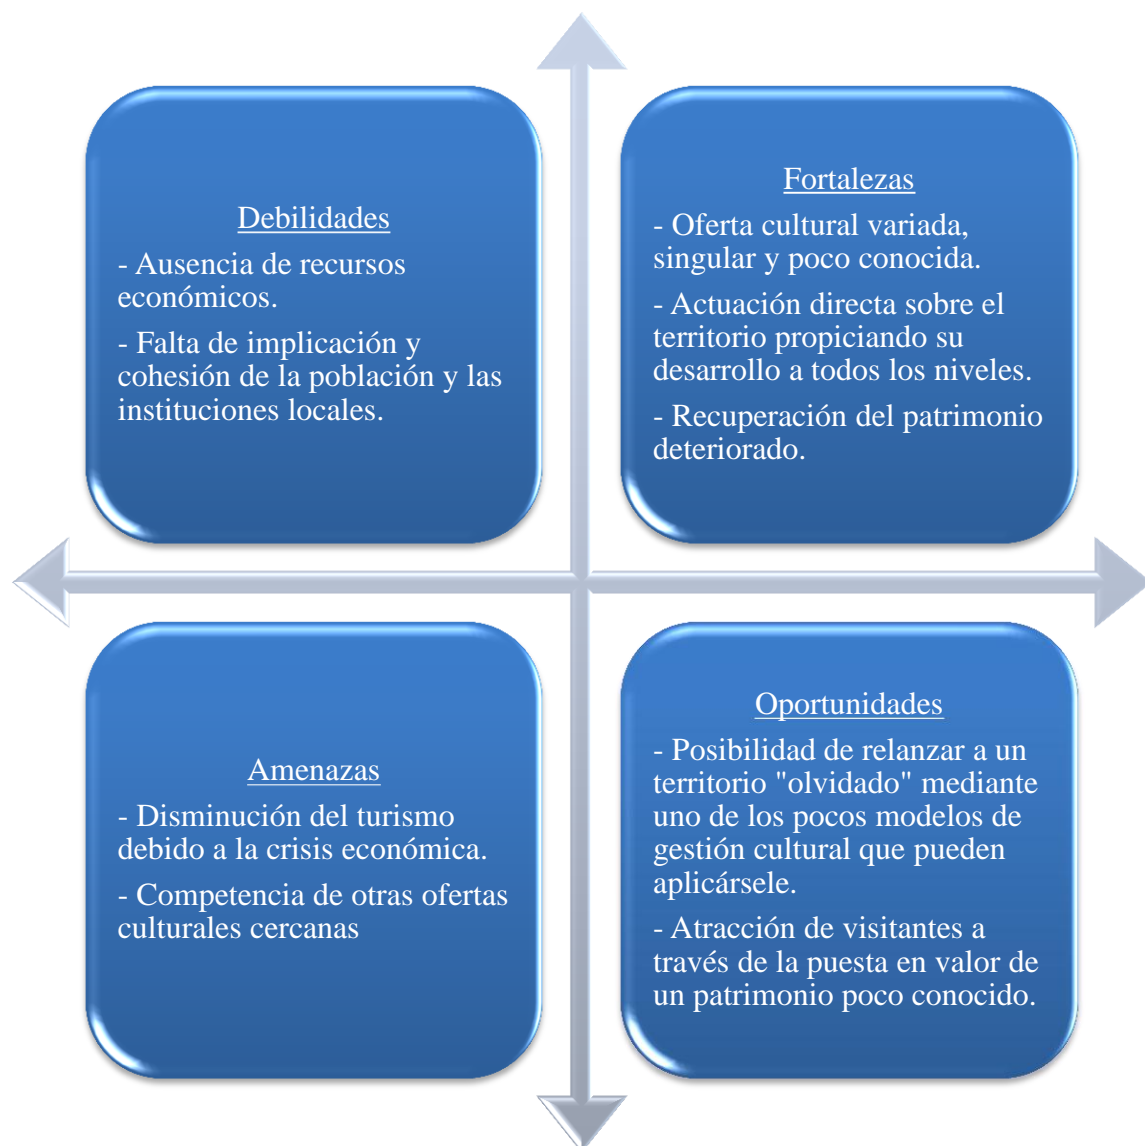 Debilidades
- Ausencia de recursos
económicos.
- Falta de implicación y
cohesión de la población y las
instituciones locales.
Fortalezas
- Oferta cultural variada,
singular y poco conocida.
- Actuación directa sobre el
territorio propiciando su
desarrollo a todos los niveles.
- Recuperación del patrimonio
deteriorado.
Amenazas
- Disminución del turismo
debido a la crisis económica.
- Competencia de otras ofertas
culturales cercanas
Oportunidades
- Posibilidad de relanzar a un
territorio "olvidado" mediante
uno de los pocos modelos de
gestión cultural que pueden
aplicársele.
- Atracción de visitantes a
través de la puesta en valor de
un patrimonio poco conocido.